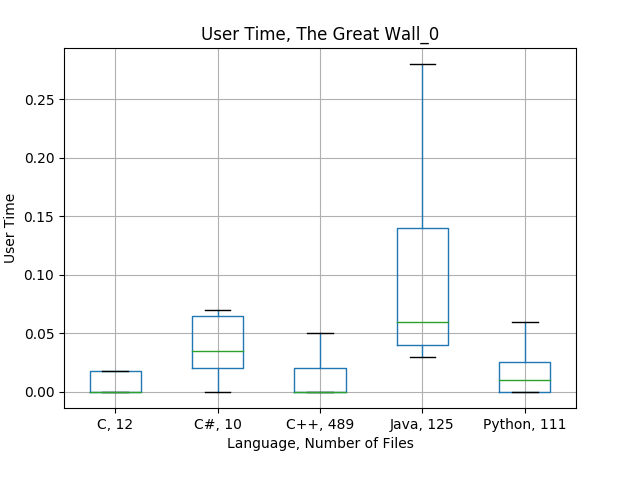 User Time, The Great Wall_0
0.25
0.20
0.15
0.10
0.05
0.00
User Time
C, 12
C#, 10
C++, 489
Java, 125
Python, 111
Language, Number of Files